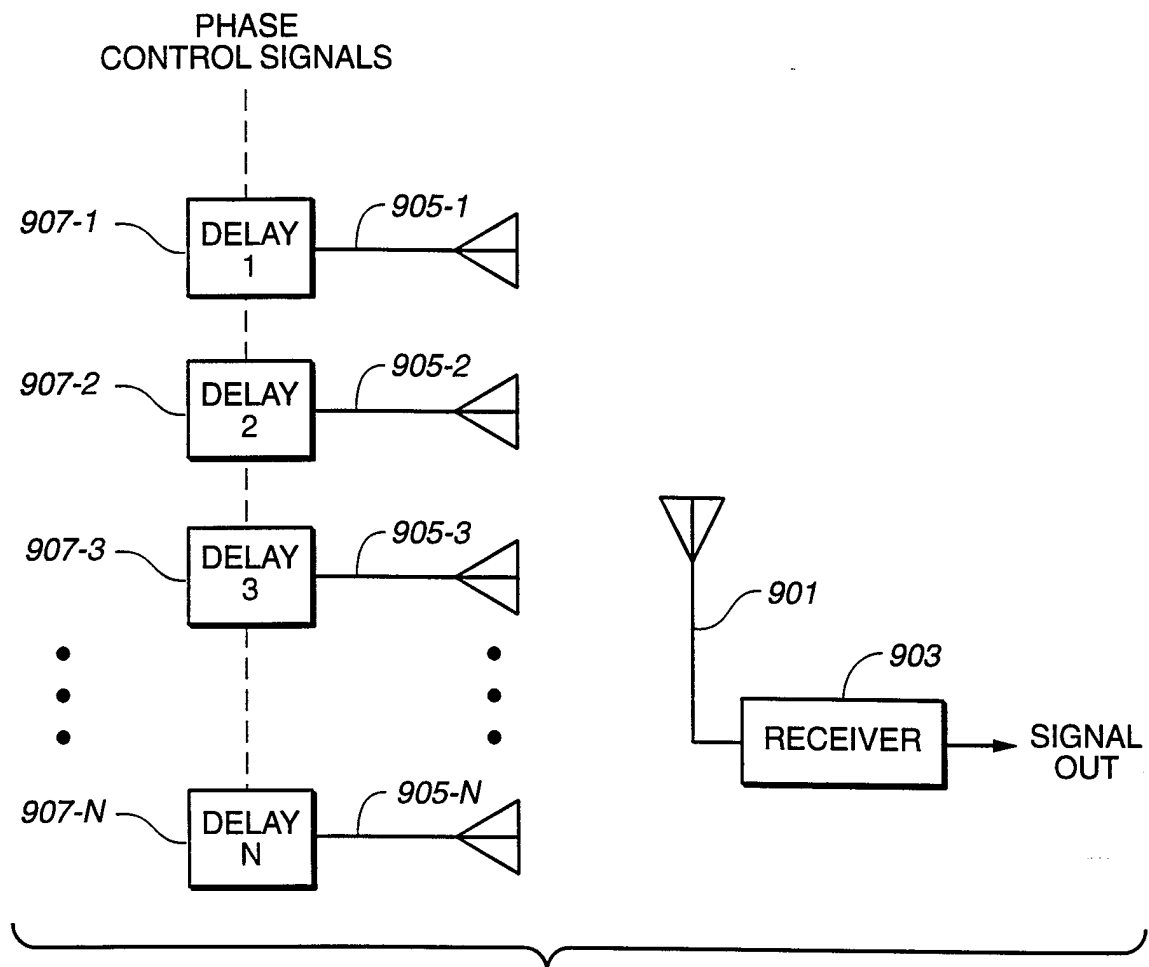 PHASE
CONTROL SIGNALS
907-1
DELAY
1
905-1
907-2
DELAY
2
905-2
907-3
DELAY
3
905-3
901
903
RECEIVER
SIGNAL
OUT
907-N
DELAY
N
905-N